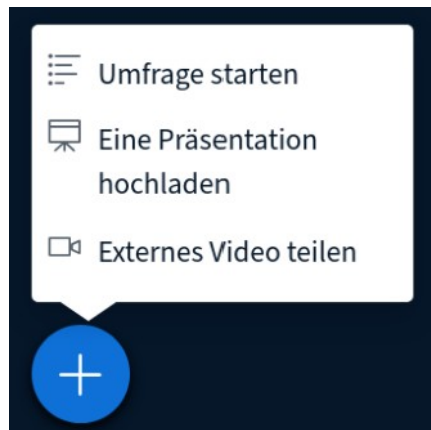 Umfrage starten
Eine Präsentation
hochladen
Externes Video teilen